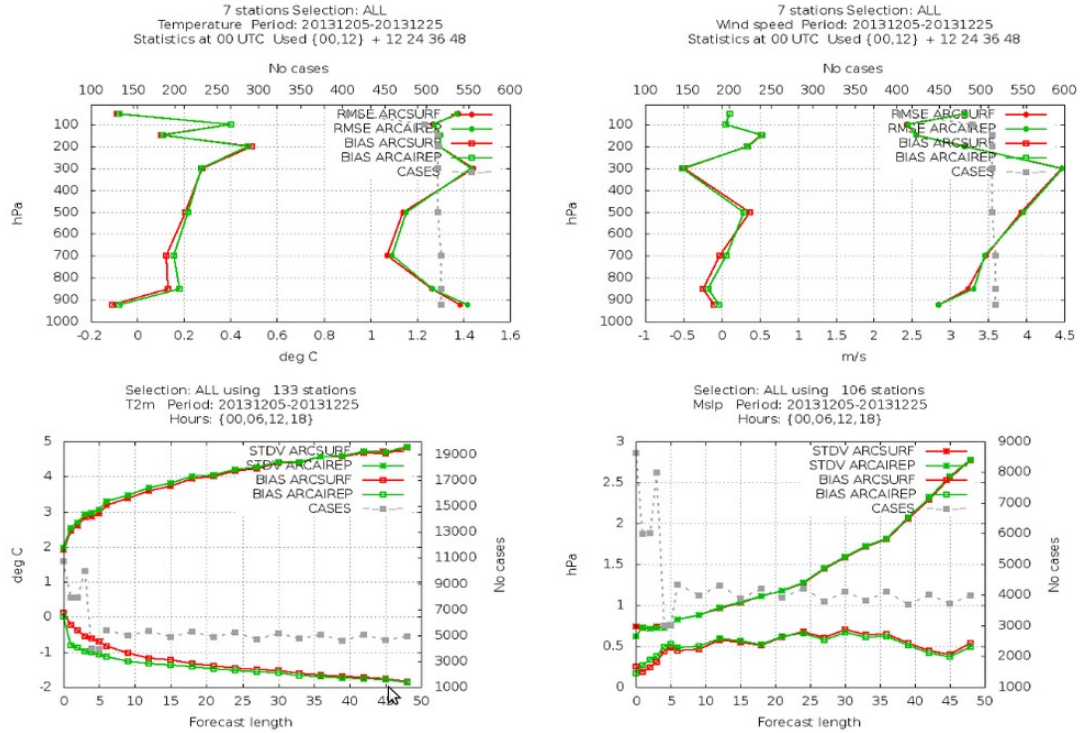 7 stations Selection: ALL
Temperature Period: 20131205-20131225
Statistics at 00 UTC Used {00,12} + 12 24 36 48
No cases
100 150 200 250 300 350 400 450 500 550 600
RMSE ARCSURF
RMSE ARCAIREP
BIAS ARCSURF
BIAS ARCAIREP
CASES
hPa
100
200
300
400
500
600
700
800
900
1000
-0.2 0 0.2 0.4 0.6 0.8 1 1.2 1.4 1.6
deg C
7 stations Selection: ALL
Wind speed Period: 20131205-20131225
Statistics at 00 UTC Used {00,12} + 12 24 36 48
No cases
100 150 200 250 300 350 400 450 500 550 600
RMSE ARCSURF
RMSE ARCAIREP
BIAS ARCSURF
BIAS ARCAIREP
CASES
hPa
100
200
300
400
500
600
700
800
900
1000
-1 -0.5 0 0.5 1 1.5 2 2.5 3 3.5 4 4.5
m/s
Selection: ALL using 133 stations
T2m Period: 20131205-20131225
Hours: {00,06,12,18}
STDV ARCSURF
STDV ARCAIREP
BIAS ARCSURF
BIAS ARCAIREP
CASES
deg C
5
4
3
2
1
0
-1
-2
No cases
19000
17000
15000
13000
11000
9000
7000
5000
3000
1000
0 5 10 15 20 25 30 35 40 45 50
Forecast length
Selection: ALL using 106 stations
Mslp Period: 20131205-20131225
Hours: {00,06,12,18}
STDV ARCSURF
STDV ARCAIREP
BIAS ARCSURF
BIAS ARCAIREP
CASES
hPa
3
2.5
2
1.5
1
0.5
0
No cases
9000
8000
7000
6000
5000
4000
3000
2000
1000
0 5 10 15 20 25 30 35 40 45 50
Forecast length